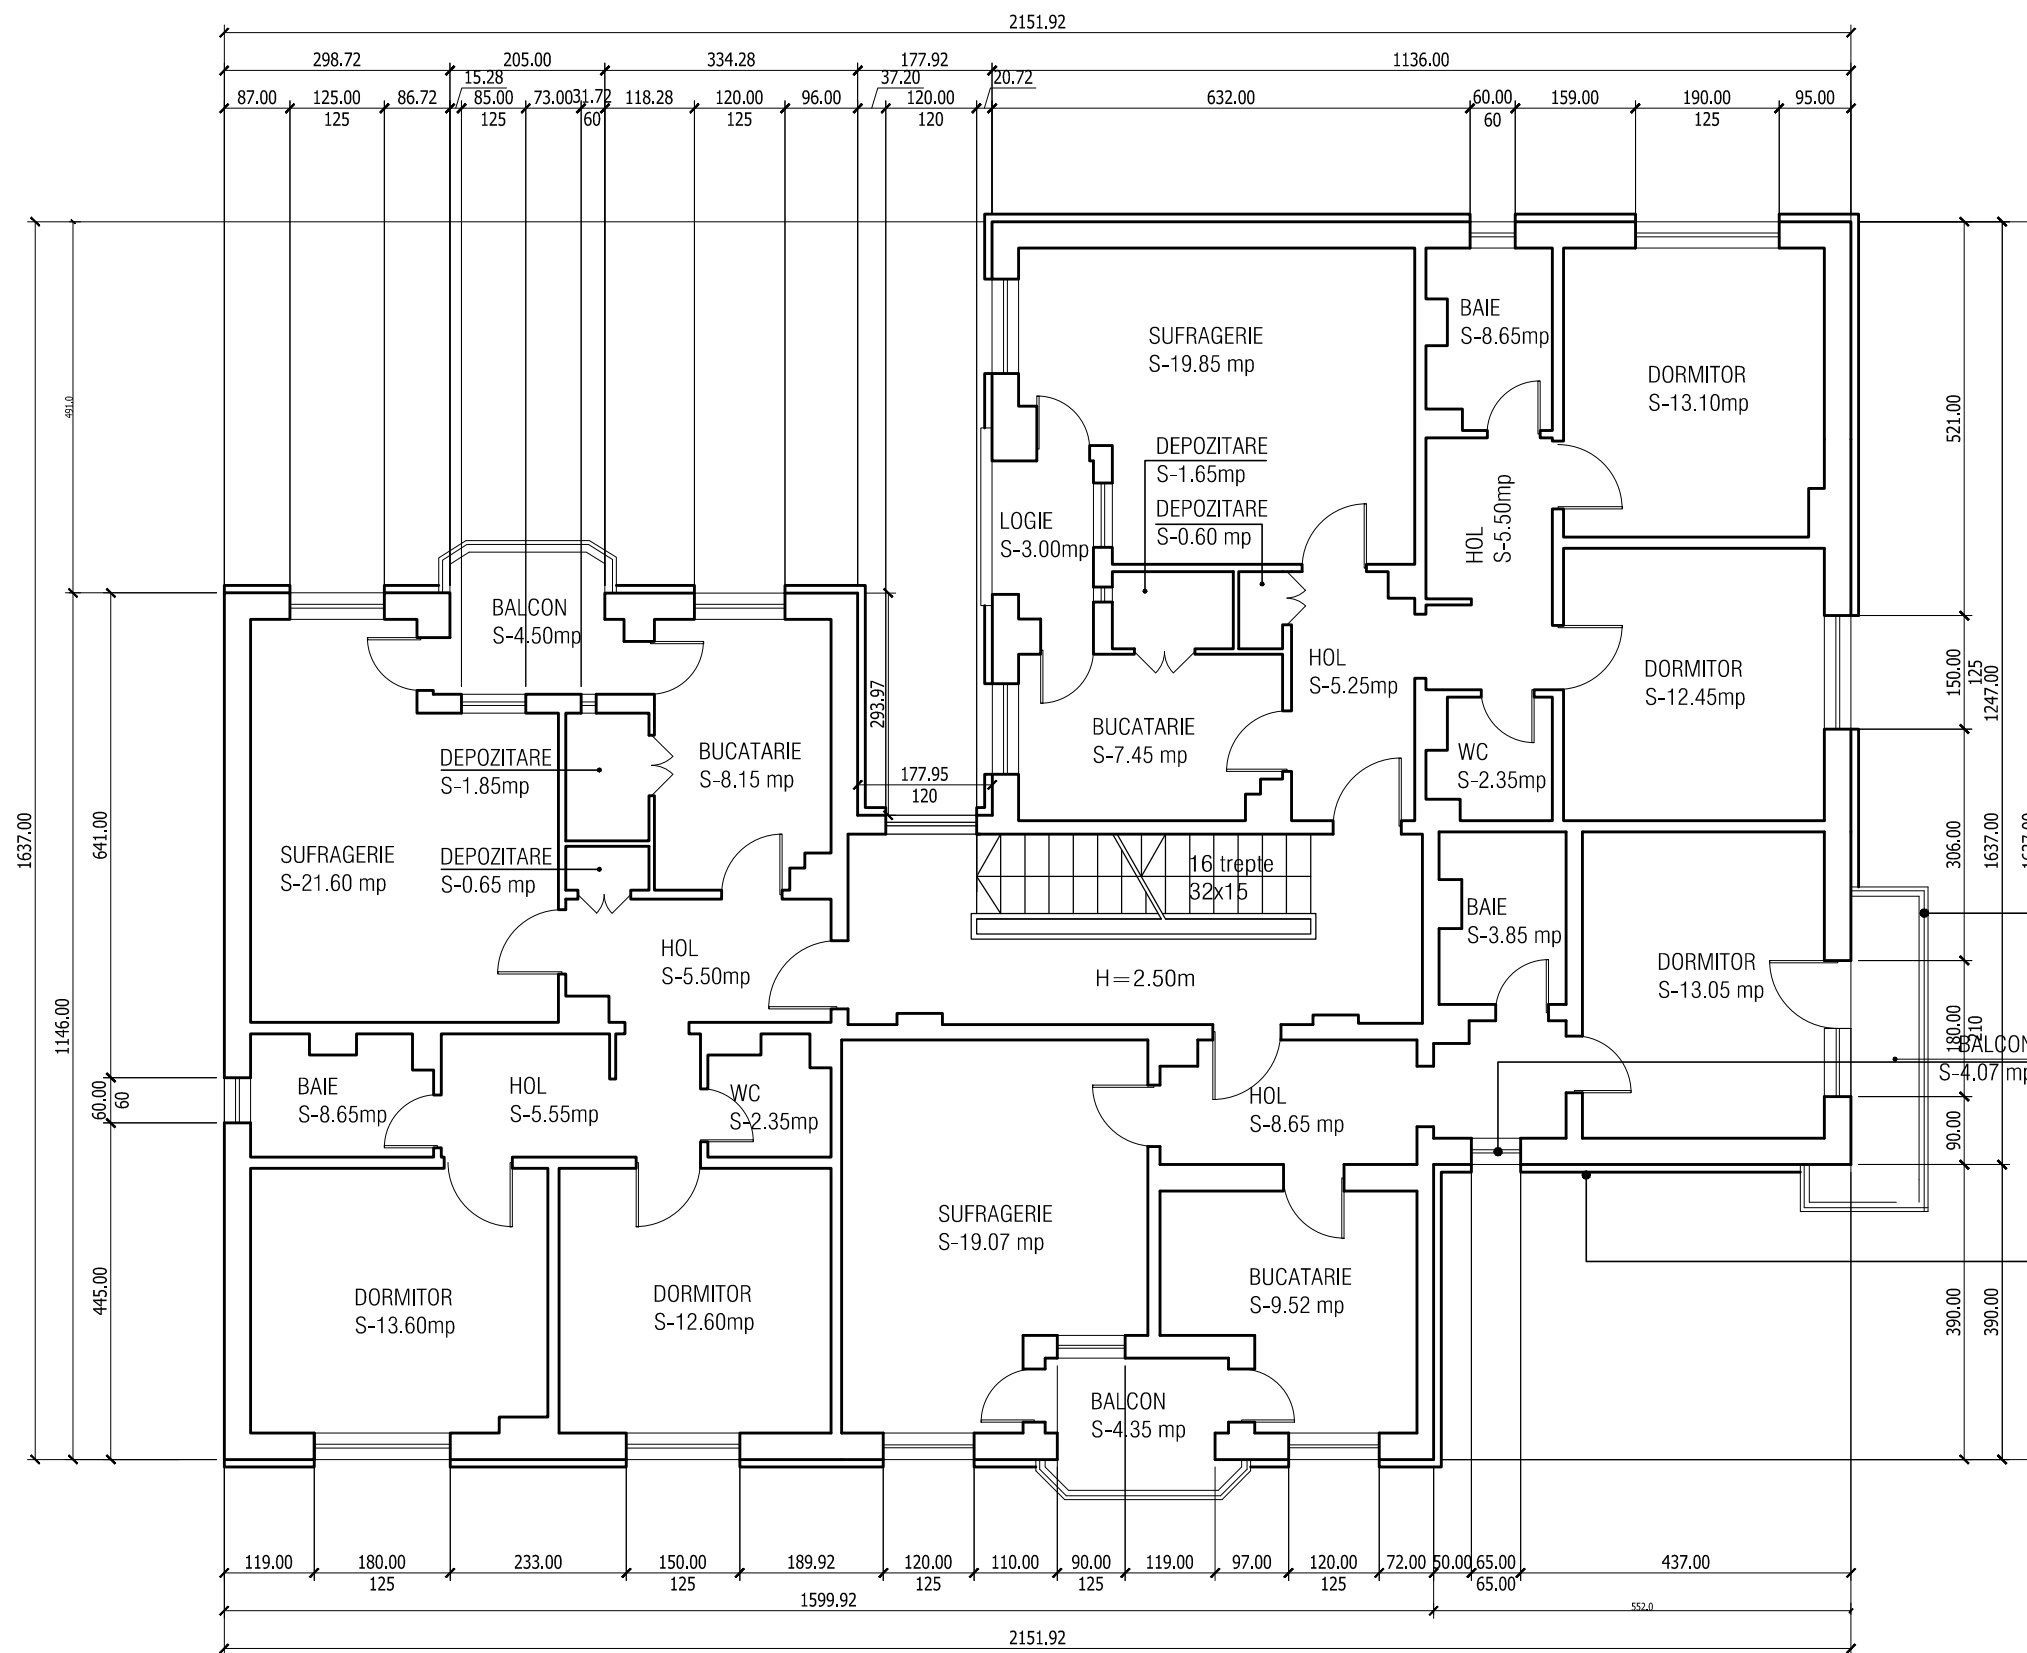 2151.92
298.72 205.00 334.28 177.92 1136.00
15.28 37.20 20.72
87.00 125.00 86.72 85.00 73.00 31.72 118.28 120.00 96.00 120.00 632.00 60.00 159.00 190.00 95.00
125 125 60 125 120 60 125
491.0
1637.00
1146.00
641.00
60.00
60
445.00
521.00
150.00
125
1247.00
306.00
1637.00
180.00
210
90.00
390.00
390.00
SUFRAGERIE
S-19.85 mp
BAIE
S-8.65mp
DORMITOR
S-13.10mp
DEPOZITARE
S-1.65mp
DEPOZITARE
S-0.60 mp
LOGIE
S-3.00mp
HOL
S-5.50mp
HOL
S-5.25mp
DORMITOR
S-12.45mp
BUCATARIE
S-7.45 mp
WC
S-2.35mp
BALCON
S-4.50mp
293.97
177.95
120
DEPOZITARE
S-1.85mp
BUCATARIE
S-8.15 mp
SUFRAGERIE
S-21.60 mp
DEPOZITARE
S-0.65 mp
HOL
S-5.50mp
16 trepte
32x15
H=2.50m
BAIE
S-3.85 mp
DORMITOR
S-13.05 mp
BALCON
S-4.07 mp
BAIE
S-8.65mp
HOL
S-5.55mp
WC
S-2.35mp
HOL
S-8.65 mp
SUFRAGERIE
S-19.07 mp
DORMITOR
S-13.60mp
DORMITOR
S-12.60mp
BUCATARIE
S-9.52 mp
BALCON
S-4.35 mp
119.00 180.00 233.00 150.00 189.92 120.00 110.00 90.00 119.00 97.00 120.00 72.00 50.00 65.00 437.00
125 125 125 125 125 65.00
1599.92 552.0
2151.92